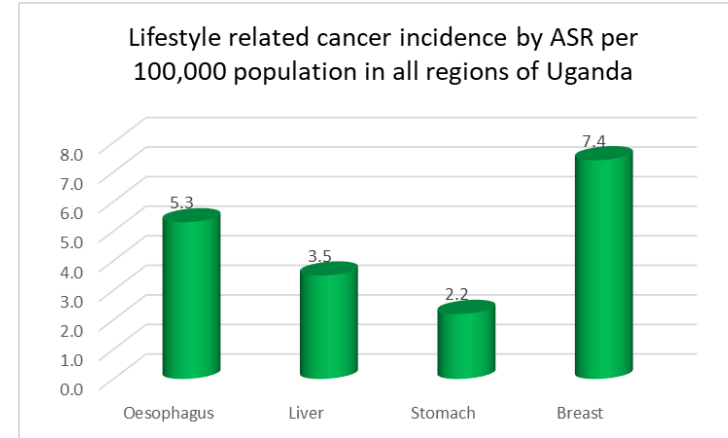 Lifestyle related cancer incidence by ASR per
100,000 population in all regions of Uganda
8.0
7.0
6.0
5.0
4.0
3.0
2.0
1.0
0.0
5.3
3.5
2.2
7.4
Oesophagus
Liver
Stomach
Breast